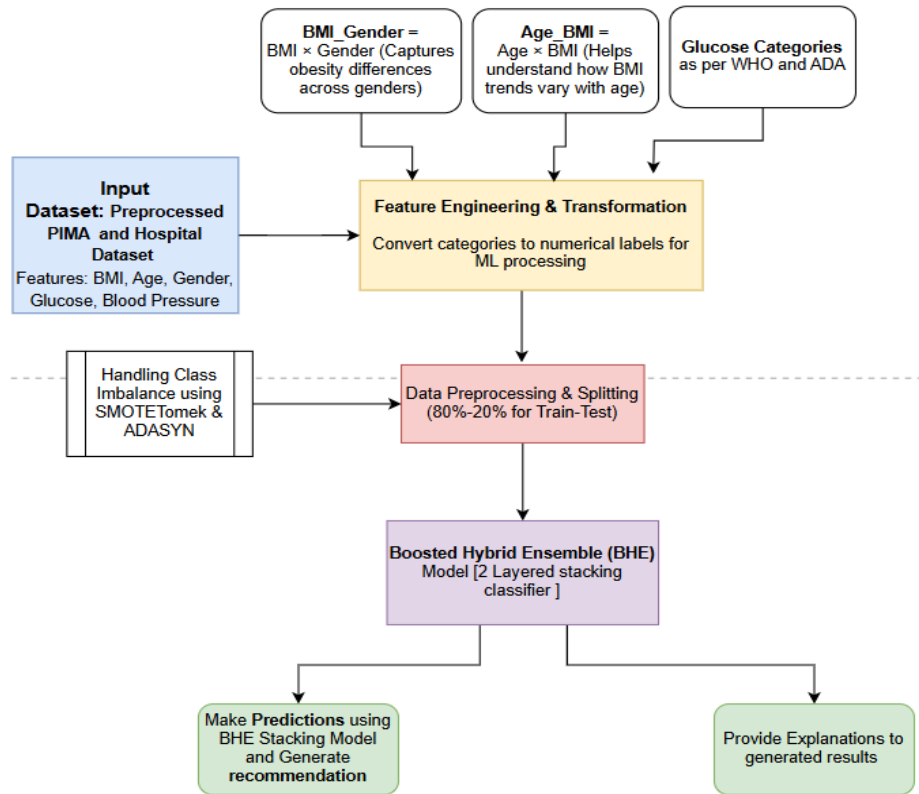 BMI_Gender =
BMI × Gender (Captures
obesity differences
across genders)
Age_BMI =
Age × BMI (Helps
understand how BMI
trends vary with age)
Glucose Categories
as per WHO and ADA
Input
Dataset: Preprocessed
PIMA and Hospital
Dataset
Features: BMI, Age, Gender,
Glucose, Blood Pressure
Feature Engineering & Transformation
Convert categories to numerical labels for
ML processing
Handling Class
Imbalance using
SMOTETomek &
ADASYN
Data Preprocessing & Splitting
(80%-20% for Train-Test)
Boosted Hybrid Ensemble (BHE)
Model [2 Layered stacking
classifier ]
Make Predictions using
BHE Stacking Model
and Generate
recommendation
Provide Explanations to
generated results